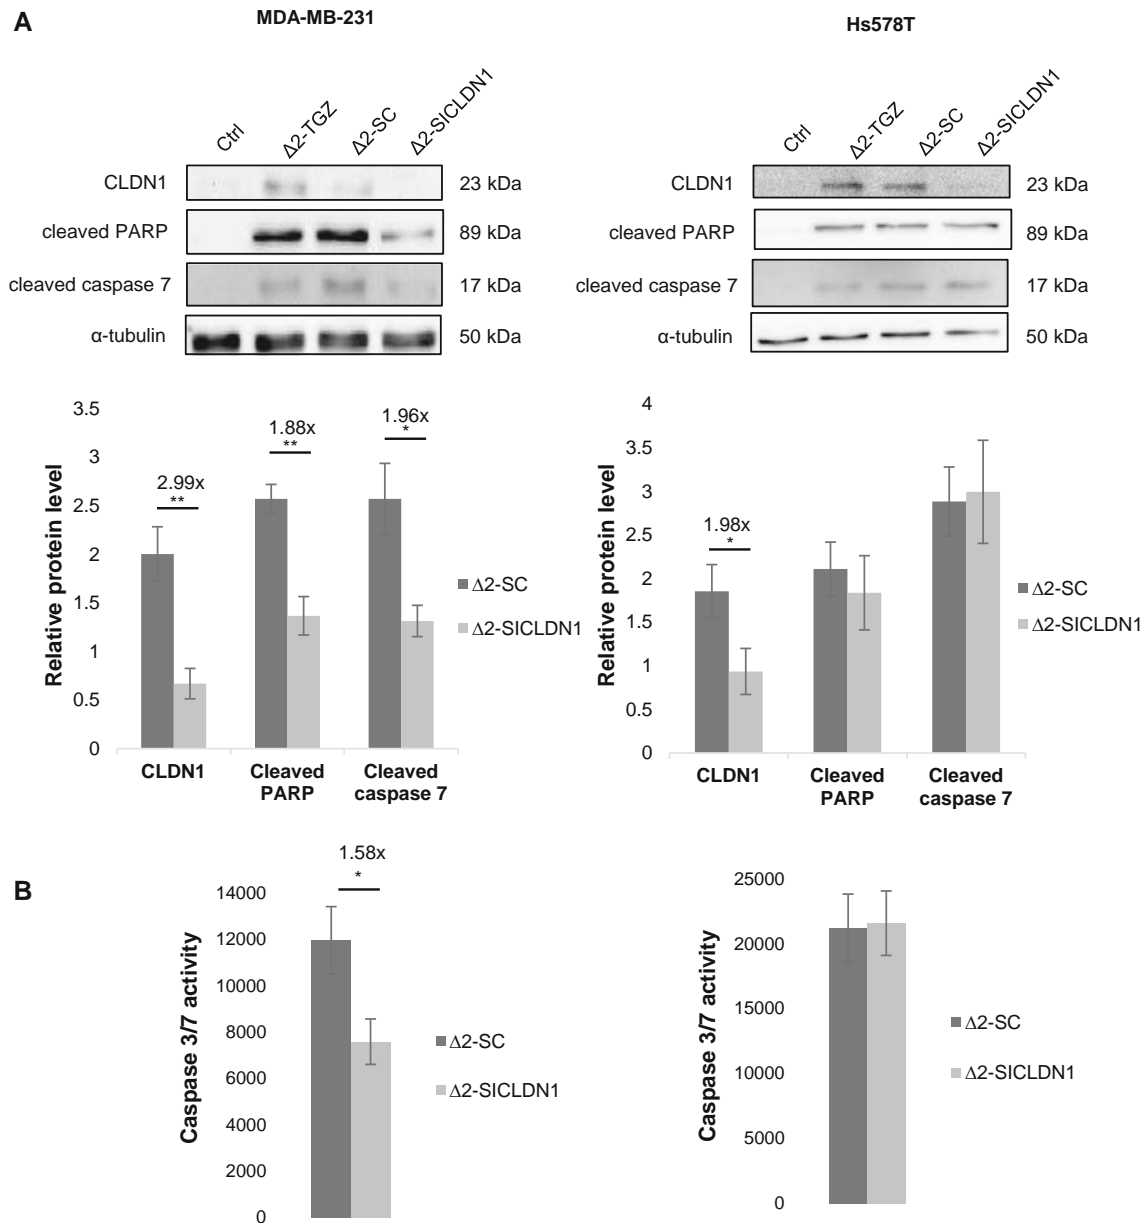 A
MDA-MB-231
Hs578T
Ctrl
Δ2-TGZ
Δ2-SC
Δ2-SICLDN1
CLDN1
23 kDa
cleaved PARP
89 kDa
cleaved caspase 7
17 kDa
α-tubulin
50 kDa
Ctrl
Δ2-TGZ
Δ2-SC
Δ2-SICLDN1
CLDN1
23 kDa
cleaved PARP
89 kDa
cleaved caspase 7
17 kDa
α-tubulin
50 kDa
Relative protein level
3.5
3
2.5
2
1.5
1
0.5
0
2.99x
**
1.88x
**
1.96x
*
CLDN1
Cleaved
PARP
Cleaved
caspase 7
Δ2-SC
Δ2-SICLDN1
Relative protein level
4
3.5
3
2.5
2
1.5
1
0.5
0
1.98x
*
CLDN1
Cleaved
PARP
Cleaved
caspase 7
Δ2-SC
Δ2-SICLDN1
B
Caspase 3/7 activity
14000
12000
10000
8000
6000
4000
2000
0
1.58x
*
Δ2-SC
Δ2-SICLDN1
Caspase 3/7 activity
25000
20000
15000
10000
5000
0
Δ2-SC
Δ2-SICLDN1